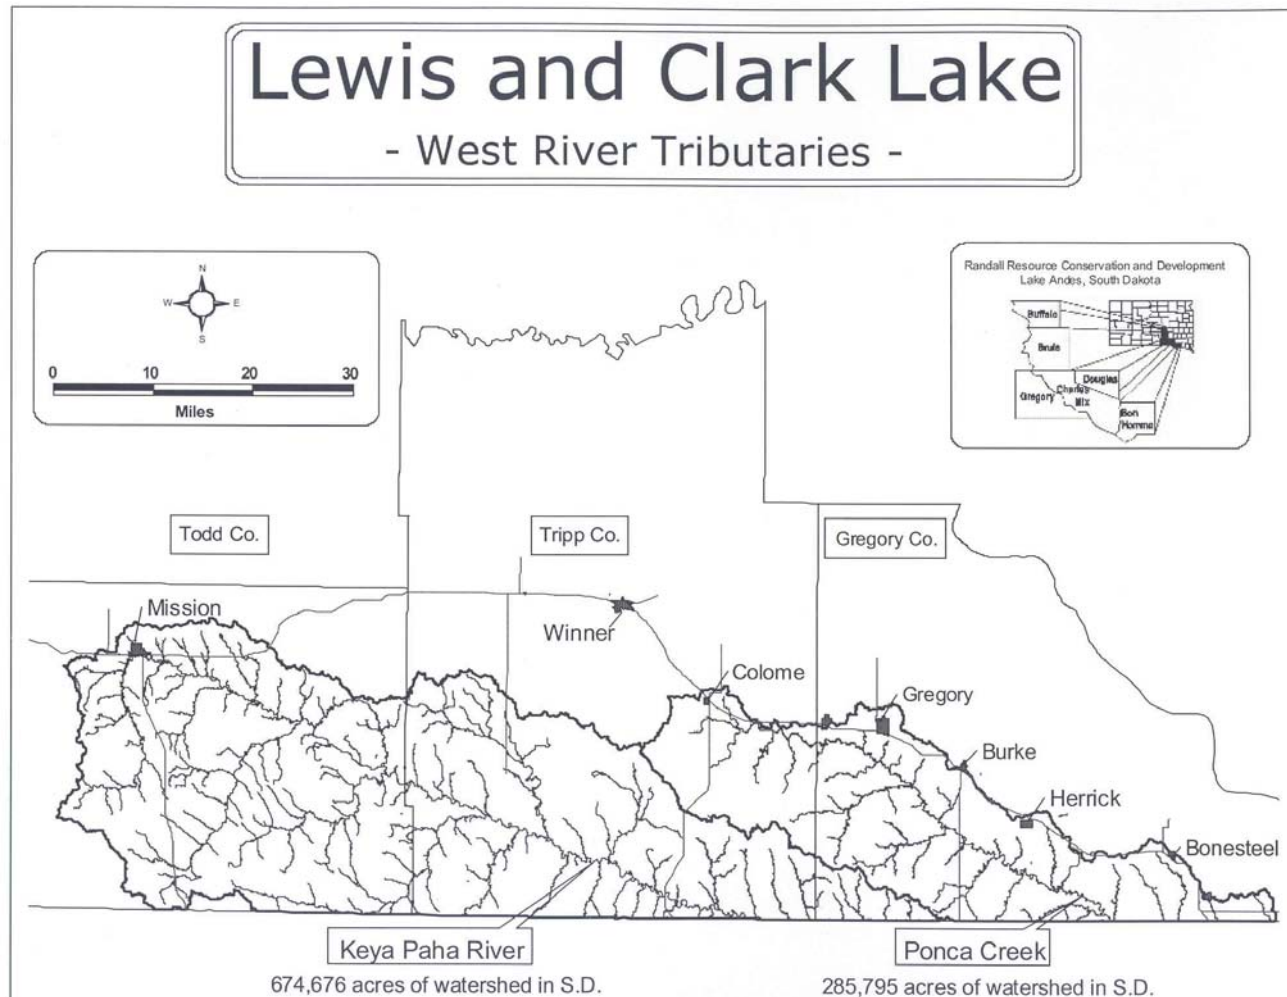 Lewis and Clark Lake
- West River Tributaries -
N
W E
S
0 10 20 30
Miles
Randall Resource Conservation and Development
Lake Andes, South Dakota
Buffalo
Brule
Douglas
Gregory
Charles
Mix
Bon
Homme
Todd Co.
Tripp Co.
Gregory Co.
Mission
Winner
Colome
Gregory
Burke
Herrick
Bonesteel
Keya Paha River
Ponca Creek
674,676 acres of watershed in S.D.
285,795 acres of watershed in S.D.